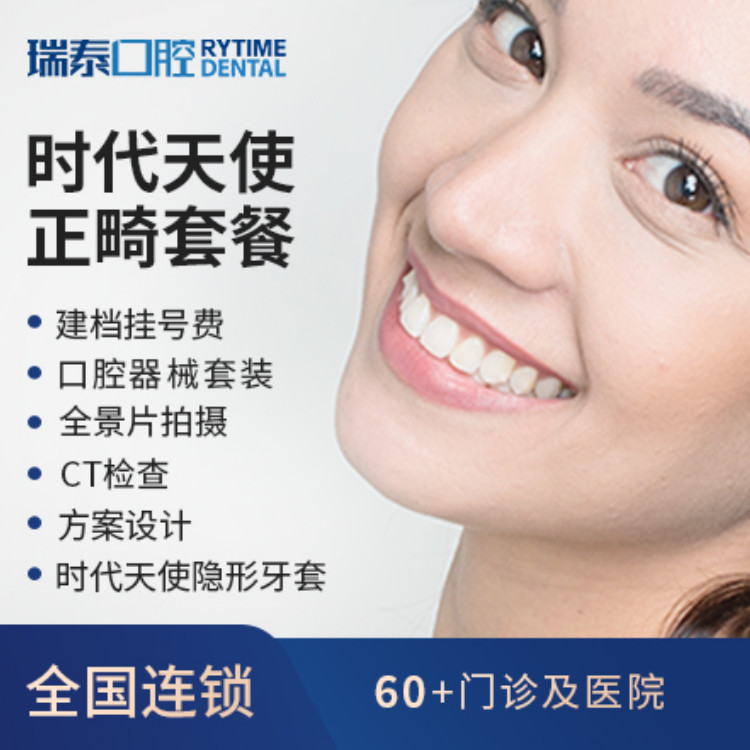 瑞泰口腔 RYTIME DENTAL
时代天使
正畸套餐
建档挂号费
口腔器械套装
全景片拍摄
CT检查
方案设计
时代天使隐形牙套
全国连锁
60+门诊及医院